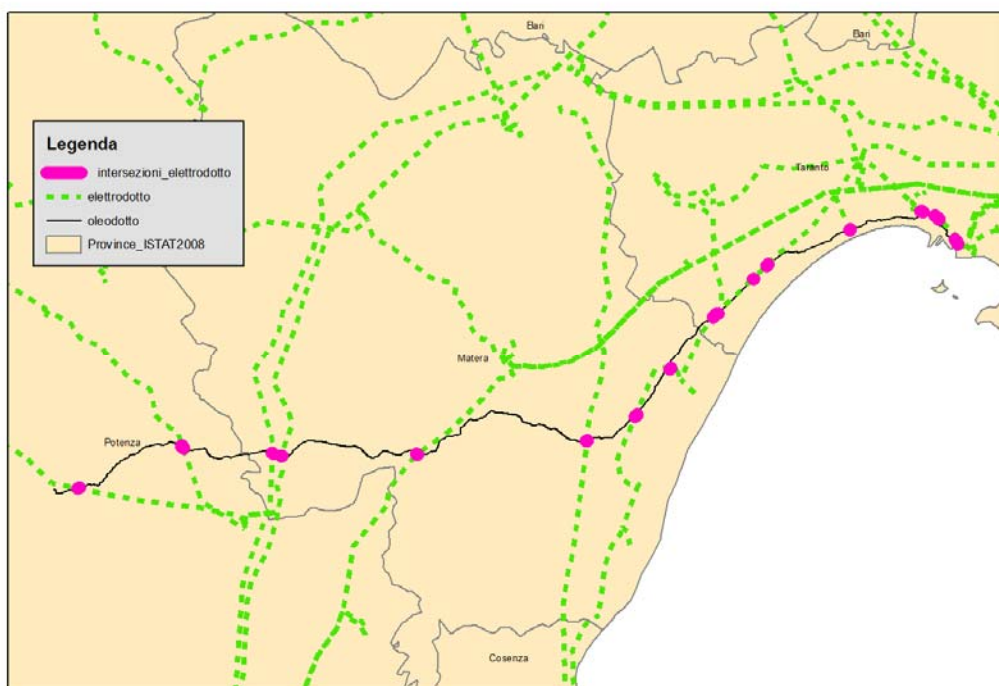 Bari
Bari
Legenda
intersezioni_elettrodotto
elettrodotto
oleodotto
Province_ISTAT2008
Taranto
Matera
Potenza
Cosenza